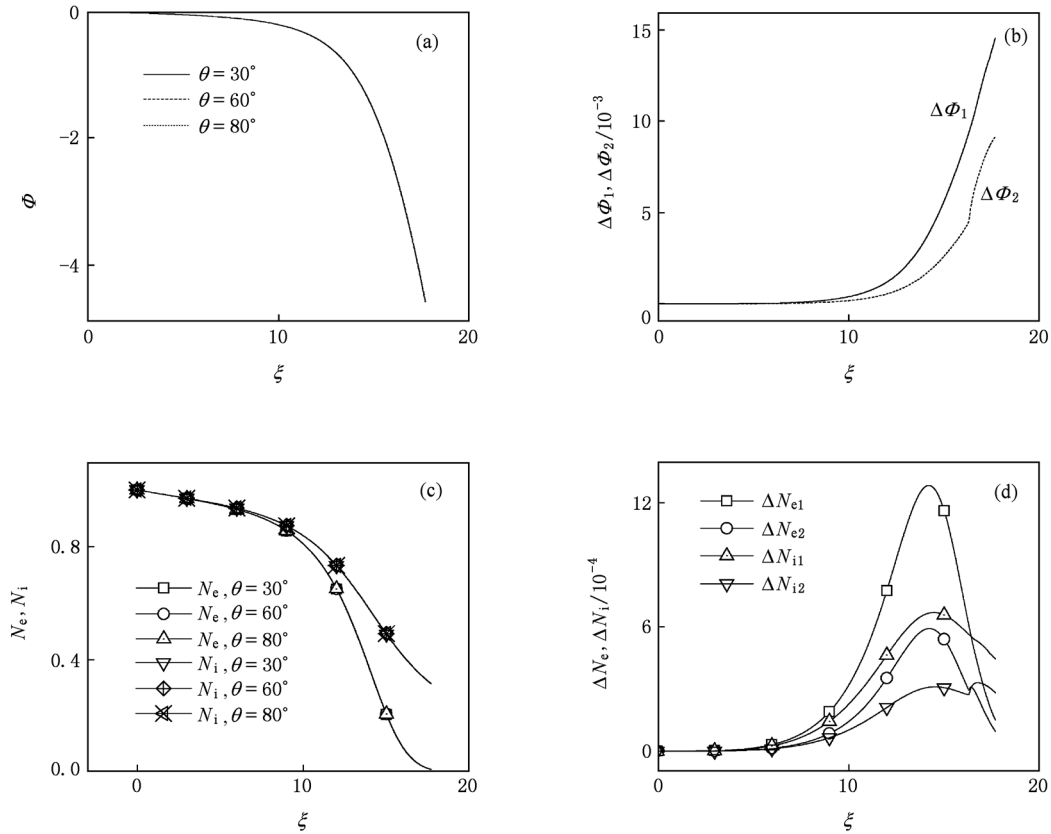 (a)
0
−2
−4
Φ
θ = 30°
θ = 60°
θ = 80°
0 10 20
ξ
(b)
15
10
5
0
ΔΦ₁, ΔΦ₂/10⁻³
ΔΦ₁
ΔΦ₂
0 10 20
ξ
(c)
0.8
0.4
0.0
Nₑ, Nᵢ
Nₑ, θ = 30°
Nₑ, θ = 60°
Nₑ, θ = 80°
Nᵢ, θ = 30°
Nᵢ, θ = 60°
Nᵢ, θ = 80°
0 10 20
ξ
(d)
12
6
0
ΔNₑ, ΔNᵢ/10⁻⁴
ΔNₑ₁
ΔNₑ₂
ΔNᵢ₁
ΔNᵢ₂
0 10 20
ξ